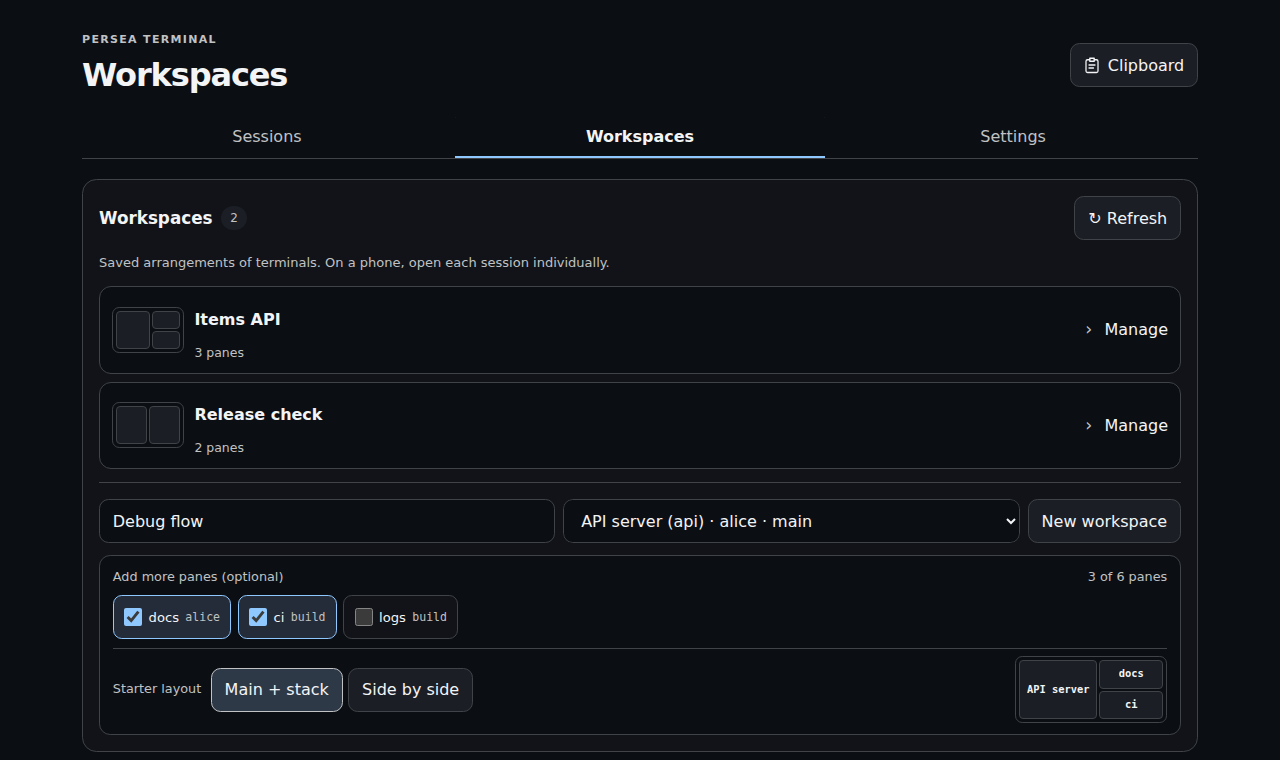 PERSEA TERMINAL
Workspaces
Clipboard
Sessions
Workspaces
Settings
Workspaces 2
↻ Refresh
Saved arrangements of terminals. On a phone, open each session individually.
Items API
3 panes
› Manage
Release check
2 panes
› Manage
Debug flow
API server (api) · alice · main
New workspace
Add more panes (optional)
3 of 6 panes
docs alice
ci build
logs build
Starter layout
Main + stack
Side by side
API server
docs
ci